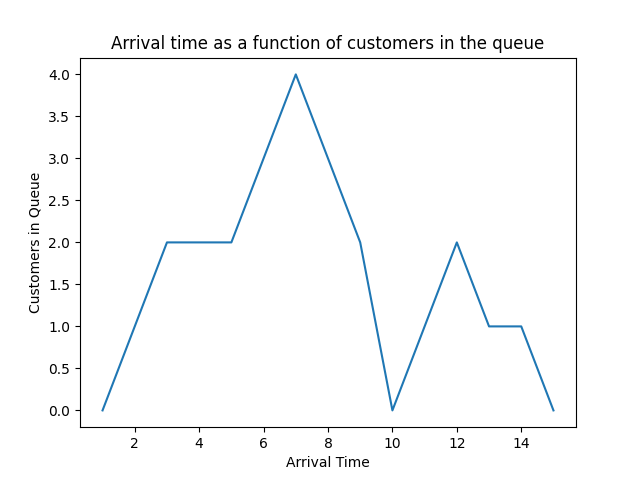 Arrival time as a function of customers in the queue
4.0
3.5
3.0
2.5
2.0
1.5
1.0
0.5
0.0
Customers in Queue
2 4 6 8 10 12 14
Arrival Time